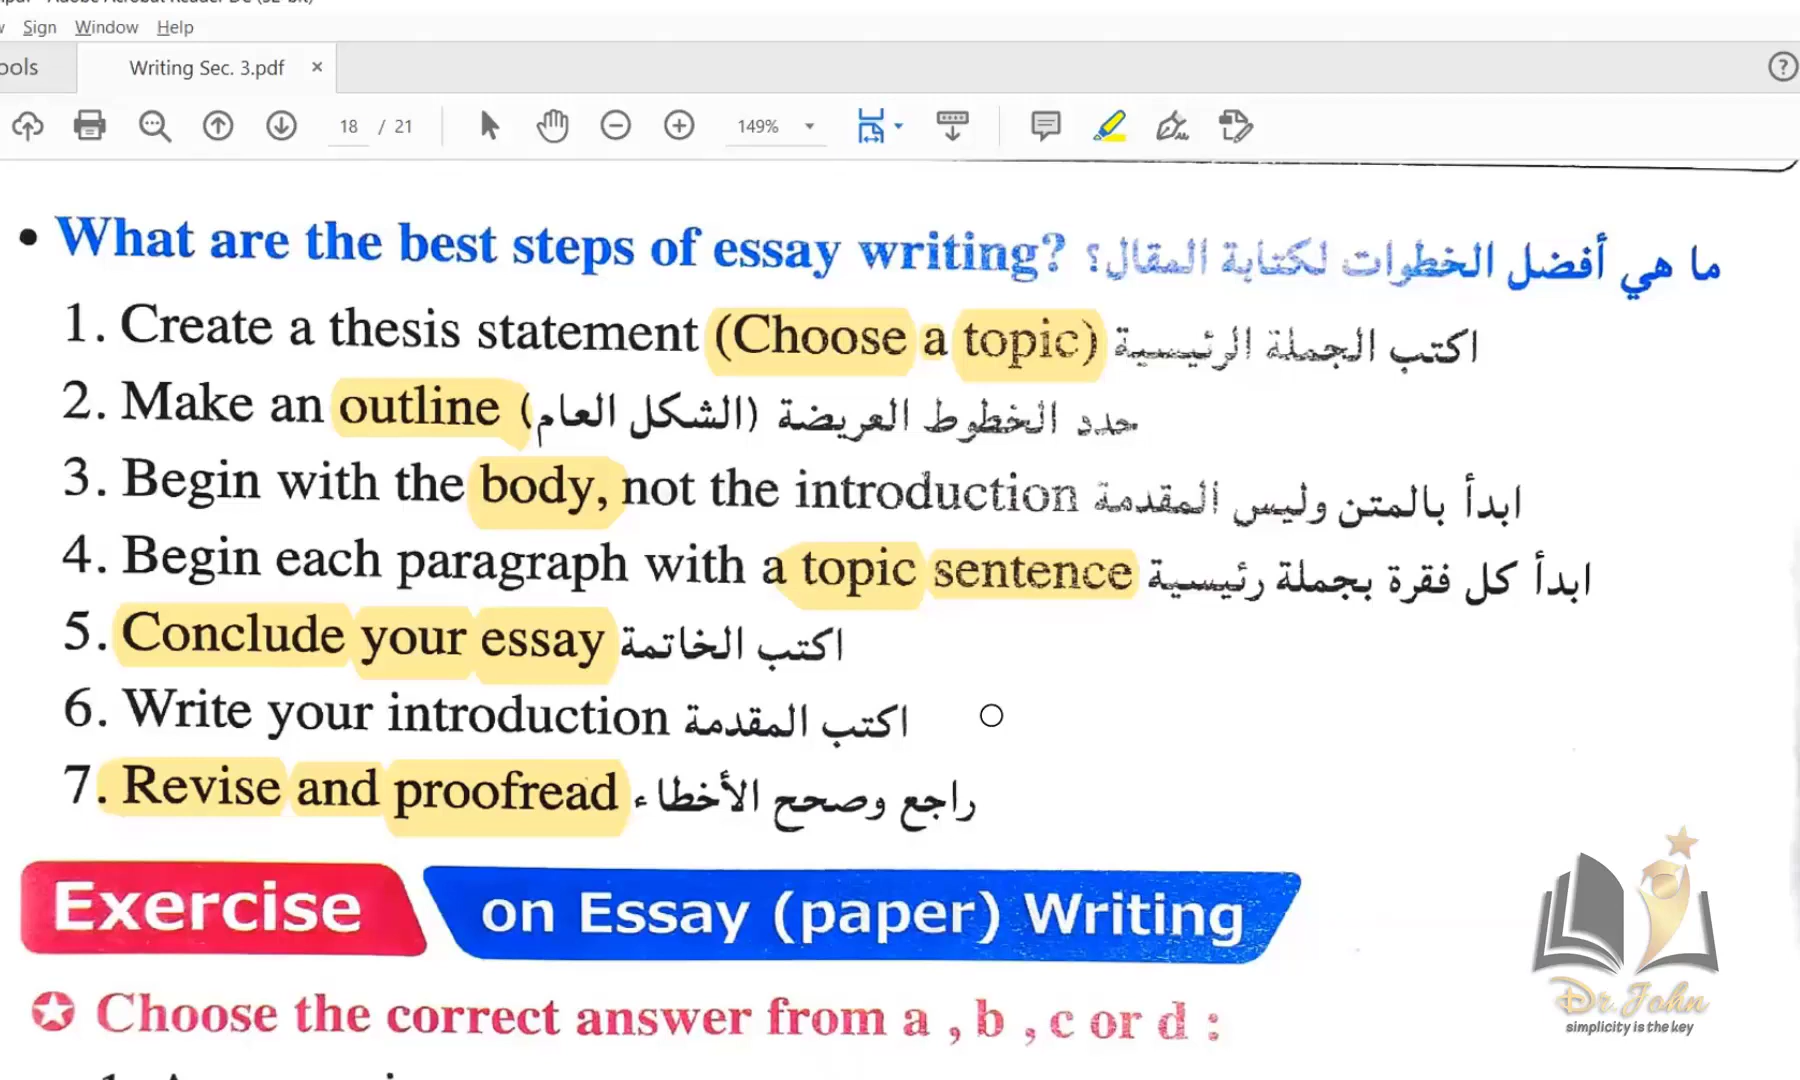 Sign Window Help
Writing Sec. 3.pdf ×
18 / 21 149%
• What are the best steps of essay writing? ما هي أفضل الخطوات لكتابة المقال؟
1. Create a thesis statement (Choose a topic) اكتب الجملة الرئيسية
2. Make an outline حدد الخطوط العريضة (الشكل العام)
3. Begin with the body, not the introduction ابدأ بالمتن وليس المقدمة
4. Begin each paragraph with a topic sentence ابدأ كل فقرة بجملة رئيسية
5. Conclude your essay اكتب الخاتمة
6. Write your introduction اكتب المقدمة
7. Revise and proofread راجع وصحح الأخطاء
Exercise on Essay (paper) Writing
Choose the correct answer from a , b , c or d :
Dr. John
simplicity is the key